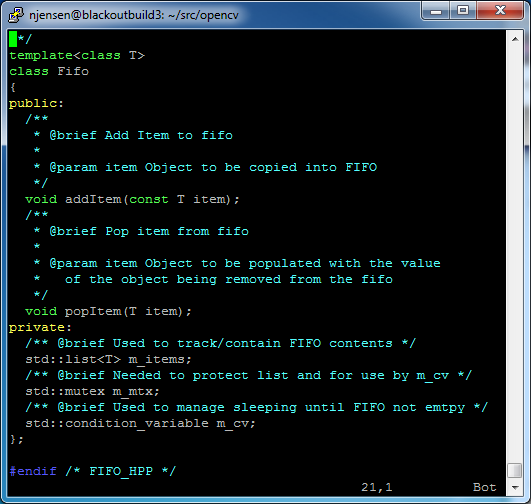 njensen@blackoutbuild3: ~/src/opencv
*/
template<class T>
class Fifo
{
public:
  /**
   * @brief Add Item to fifo
   *
   * @param item Object to be copied into FIFO
   */
  void addItem(const T item);
  /**
   * @brief Pop item from fifo
   *
   * @param item Object to be populated with the value
   *   of the object being removed from the fifo
   */
  void popItem(T item);
private:
  /** @brief Used to track/contain FIFO contents */
  std::list<T> m_items;
  /** @brief Needed to protect list and for use by m_cv */
  std::mutex m_mtx;
  /** @brief Used to manage sleeping until FIFO not emtpy */
  std::condition_variable m_cv;
};

#endif /* FIFO_HPP */
21,1 Bot